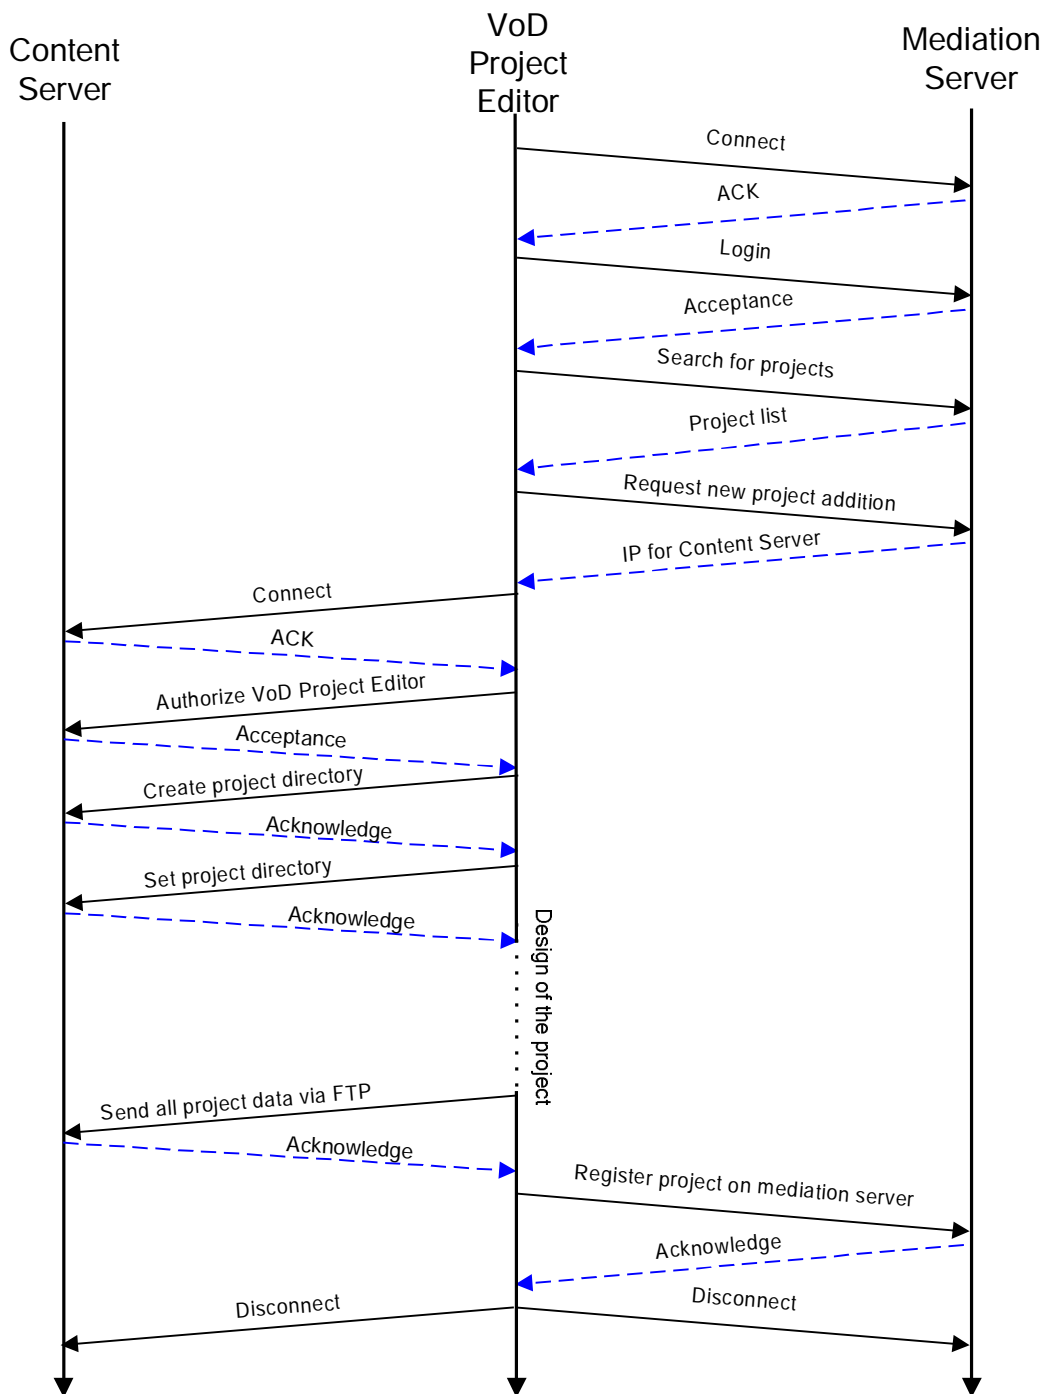 Content
Server
VoD
Project
Editor
Mediation
Server
Connect
ACK
Login
Acceptance
Search for projects
Project list
Request new project addition
IP for Content Server
Connect
ACK
Authorize VoD Project Editor
Acceptance
Create project directory
Acknowledge
Set project directory
Acknowledge
Design of the project
Send all project data via FTP
Acknowledge
Register project on mediation server
Acknowledge
Disconnect
Disconnect